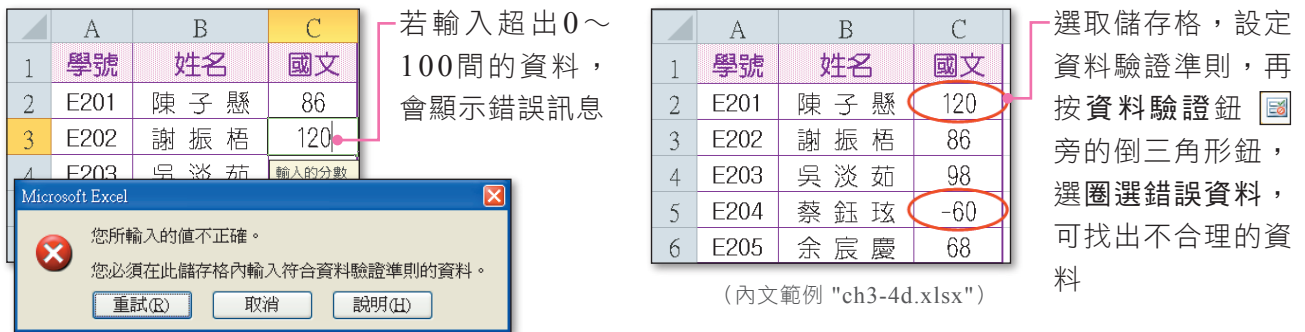 A B C
1 學號 姓名 國文
2 E201 陳子懸 86
3 E202 謝振梧 120
4 E203 吳淡茹 輸入的分數
Microsoft Excel
您所輸入的值不正確。
您必須在此儲存格內輸入符合資料驗證準則的資料。
重試(R) 取消 說明(H)
若輸入超出0～
100間的資料，
會顯示錯誤訊息
A B C
1 學號 姓名 國文
2 E201 陳子懸 120
3 E202 謝振梧 86
4 E203 吳淡茹 98
5 E204 蔡鈺玹 -60
6 E205 余宸慶 68
（內文範例 "ch3-4d.xlsx"）
選取儲存格，設定
資料驗證準則，再
按資料驗證鈕
旁的倒三角形鈕，
選圈選錯誤資料，
可找出不合理的資
料